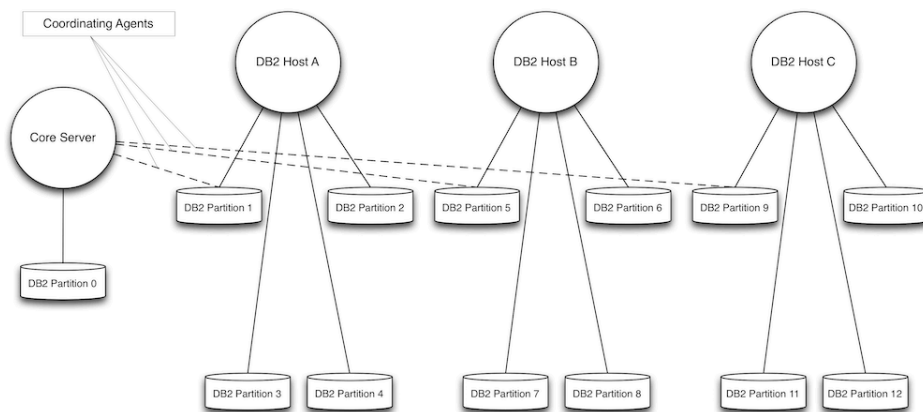 Coordinating Agents
DB2 Host A
DB2 Host B
DB2 Host C
Core Server
DB2 Partition 1
DB2 Partition 2
DB2 Partition 5
DB2 Partition 6
DB2 Partition 9
DB2 Partition 10
DB2 Partition 0
DB2 Partition 3
DB2 Partition 4
DB2 Partition 7
DB2 Partition 8
DB2 Partition 11
DB2 Partition 12